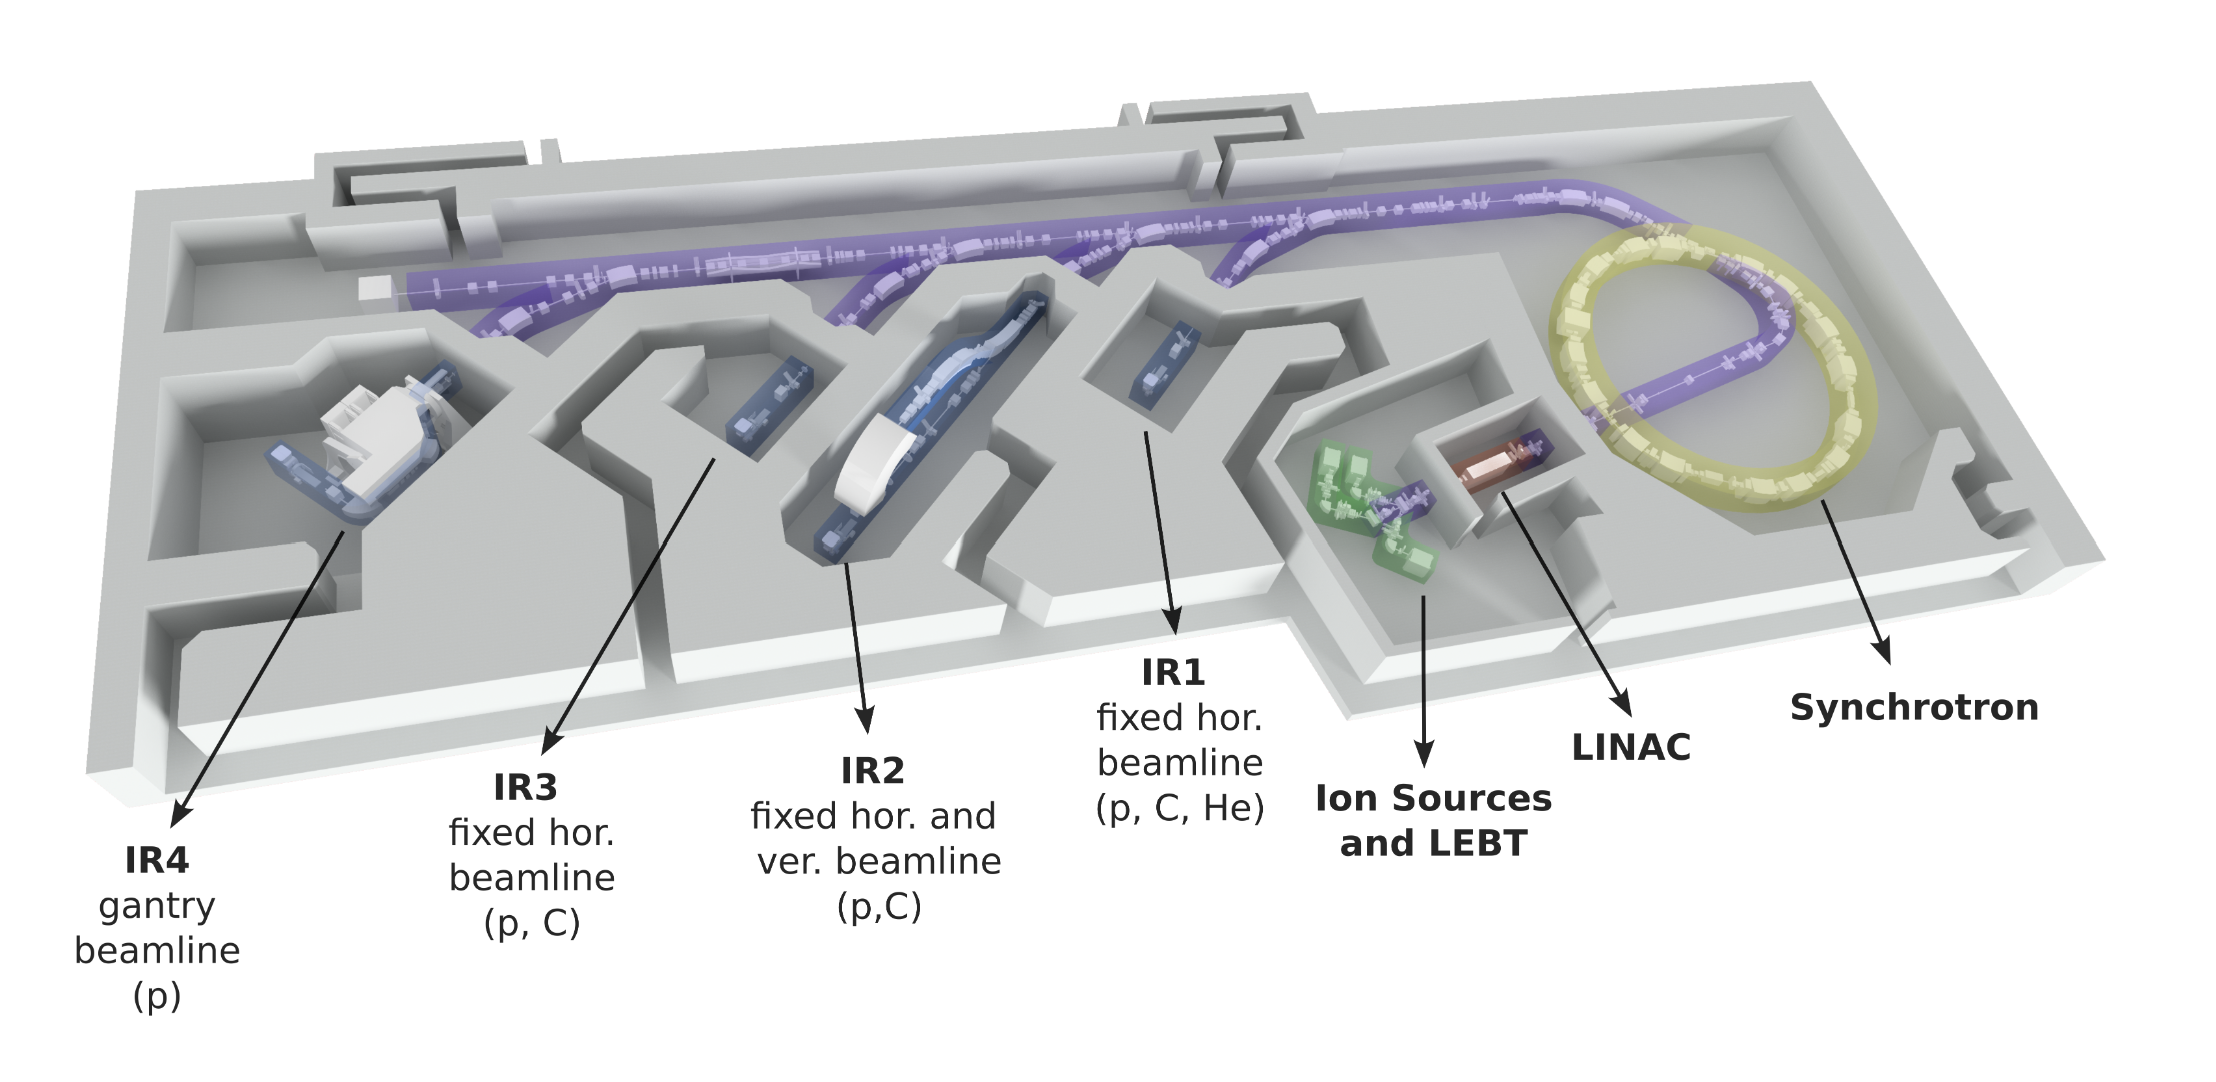 IR4
gantry
beamline
(p)
IR3
fixed hor.
beamline
(p, C)
IR2
fixed hor. and
ver. beamline
(p,C)
IR1
fixed hor.
beamline
(p, C, He)
Ion Sources
and LEBT
LINAC
Synchrotron